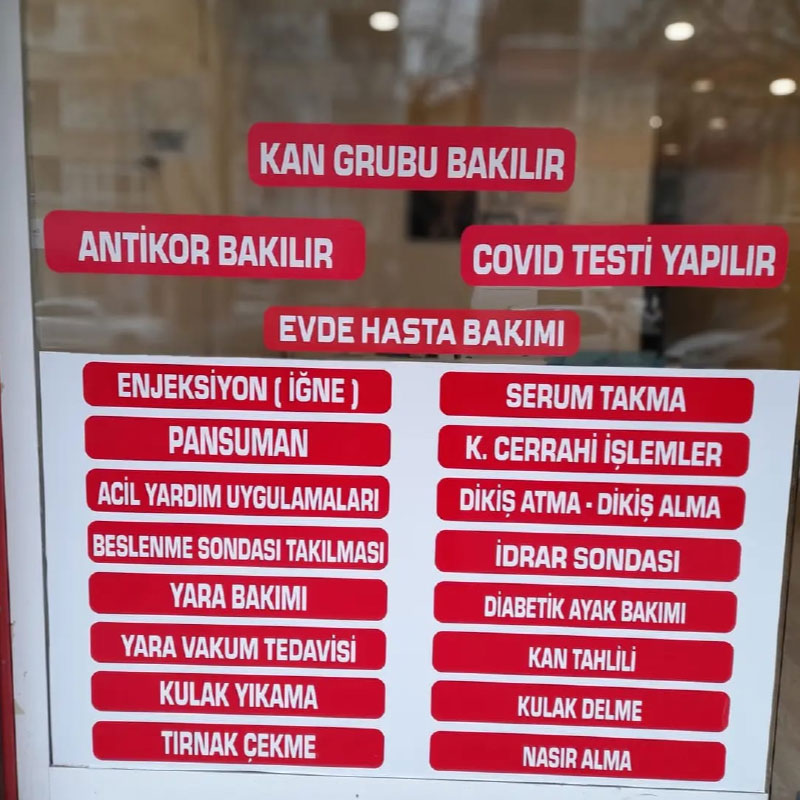 KAN GRUBU BAKILIR
ANTİKOR BAKILIR
COVID TESTİ YAPILIR
EVDE HASTA BAKIMI
ENJEKSİYON ( İĞNE )
SERUM TAKMA
PANSUMAN
K. CERRAHİ İŞLEMLER
ACİL YARDIM UYGULAMALARI
DİKİŞ ATMA - DİKİŞ ALMA
BESLENME SONDASI TAKILMASI
İDRAR SONDASI
YARA BAKIMI
DİABETİK AYAK BAKIMI
YARA VAKUM TEDAVİSİ
KAN TAHLİLİ
KULAK YIKAMA
KULAK DELME
TIRNAK ÇEKME
NASIR ALMA